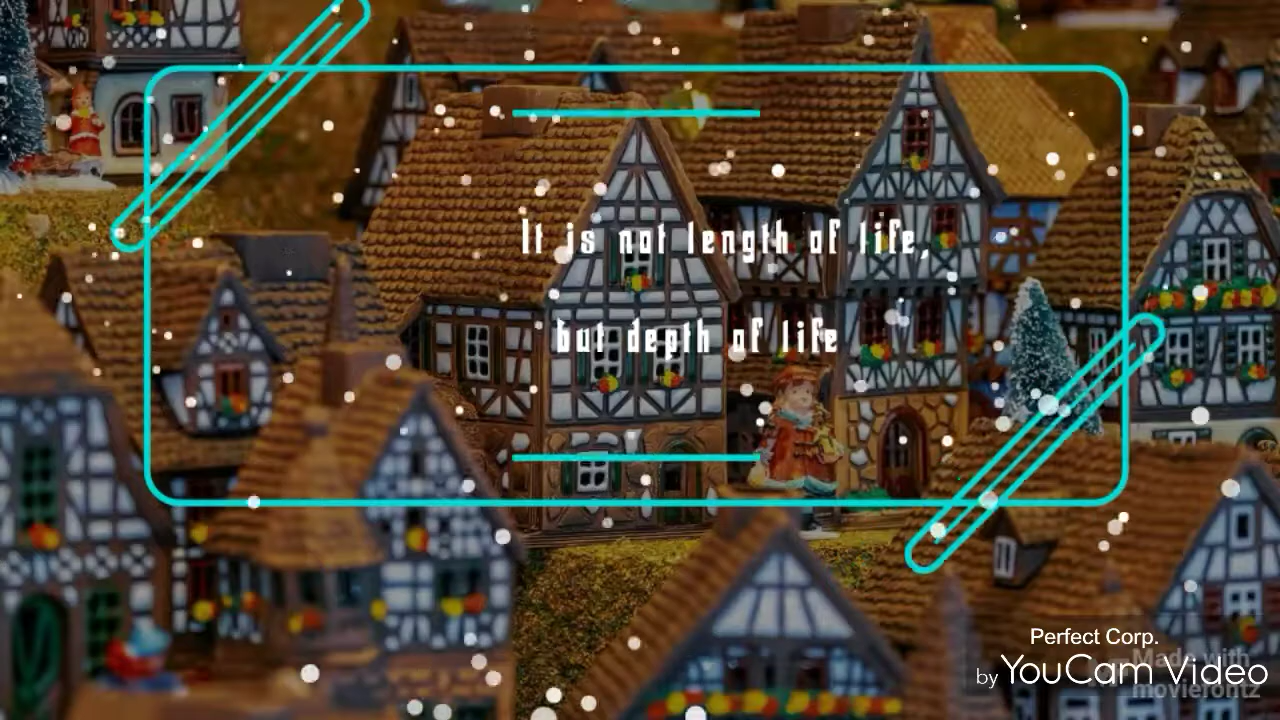 It is not length of life,
but depth of life
Perfect Corp.
by YouCam Video
Made with
movierontz